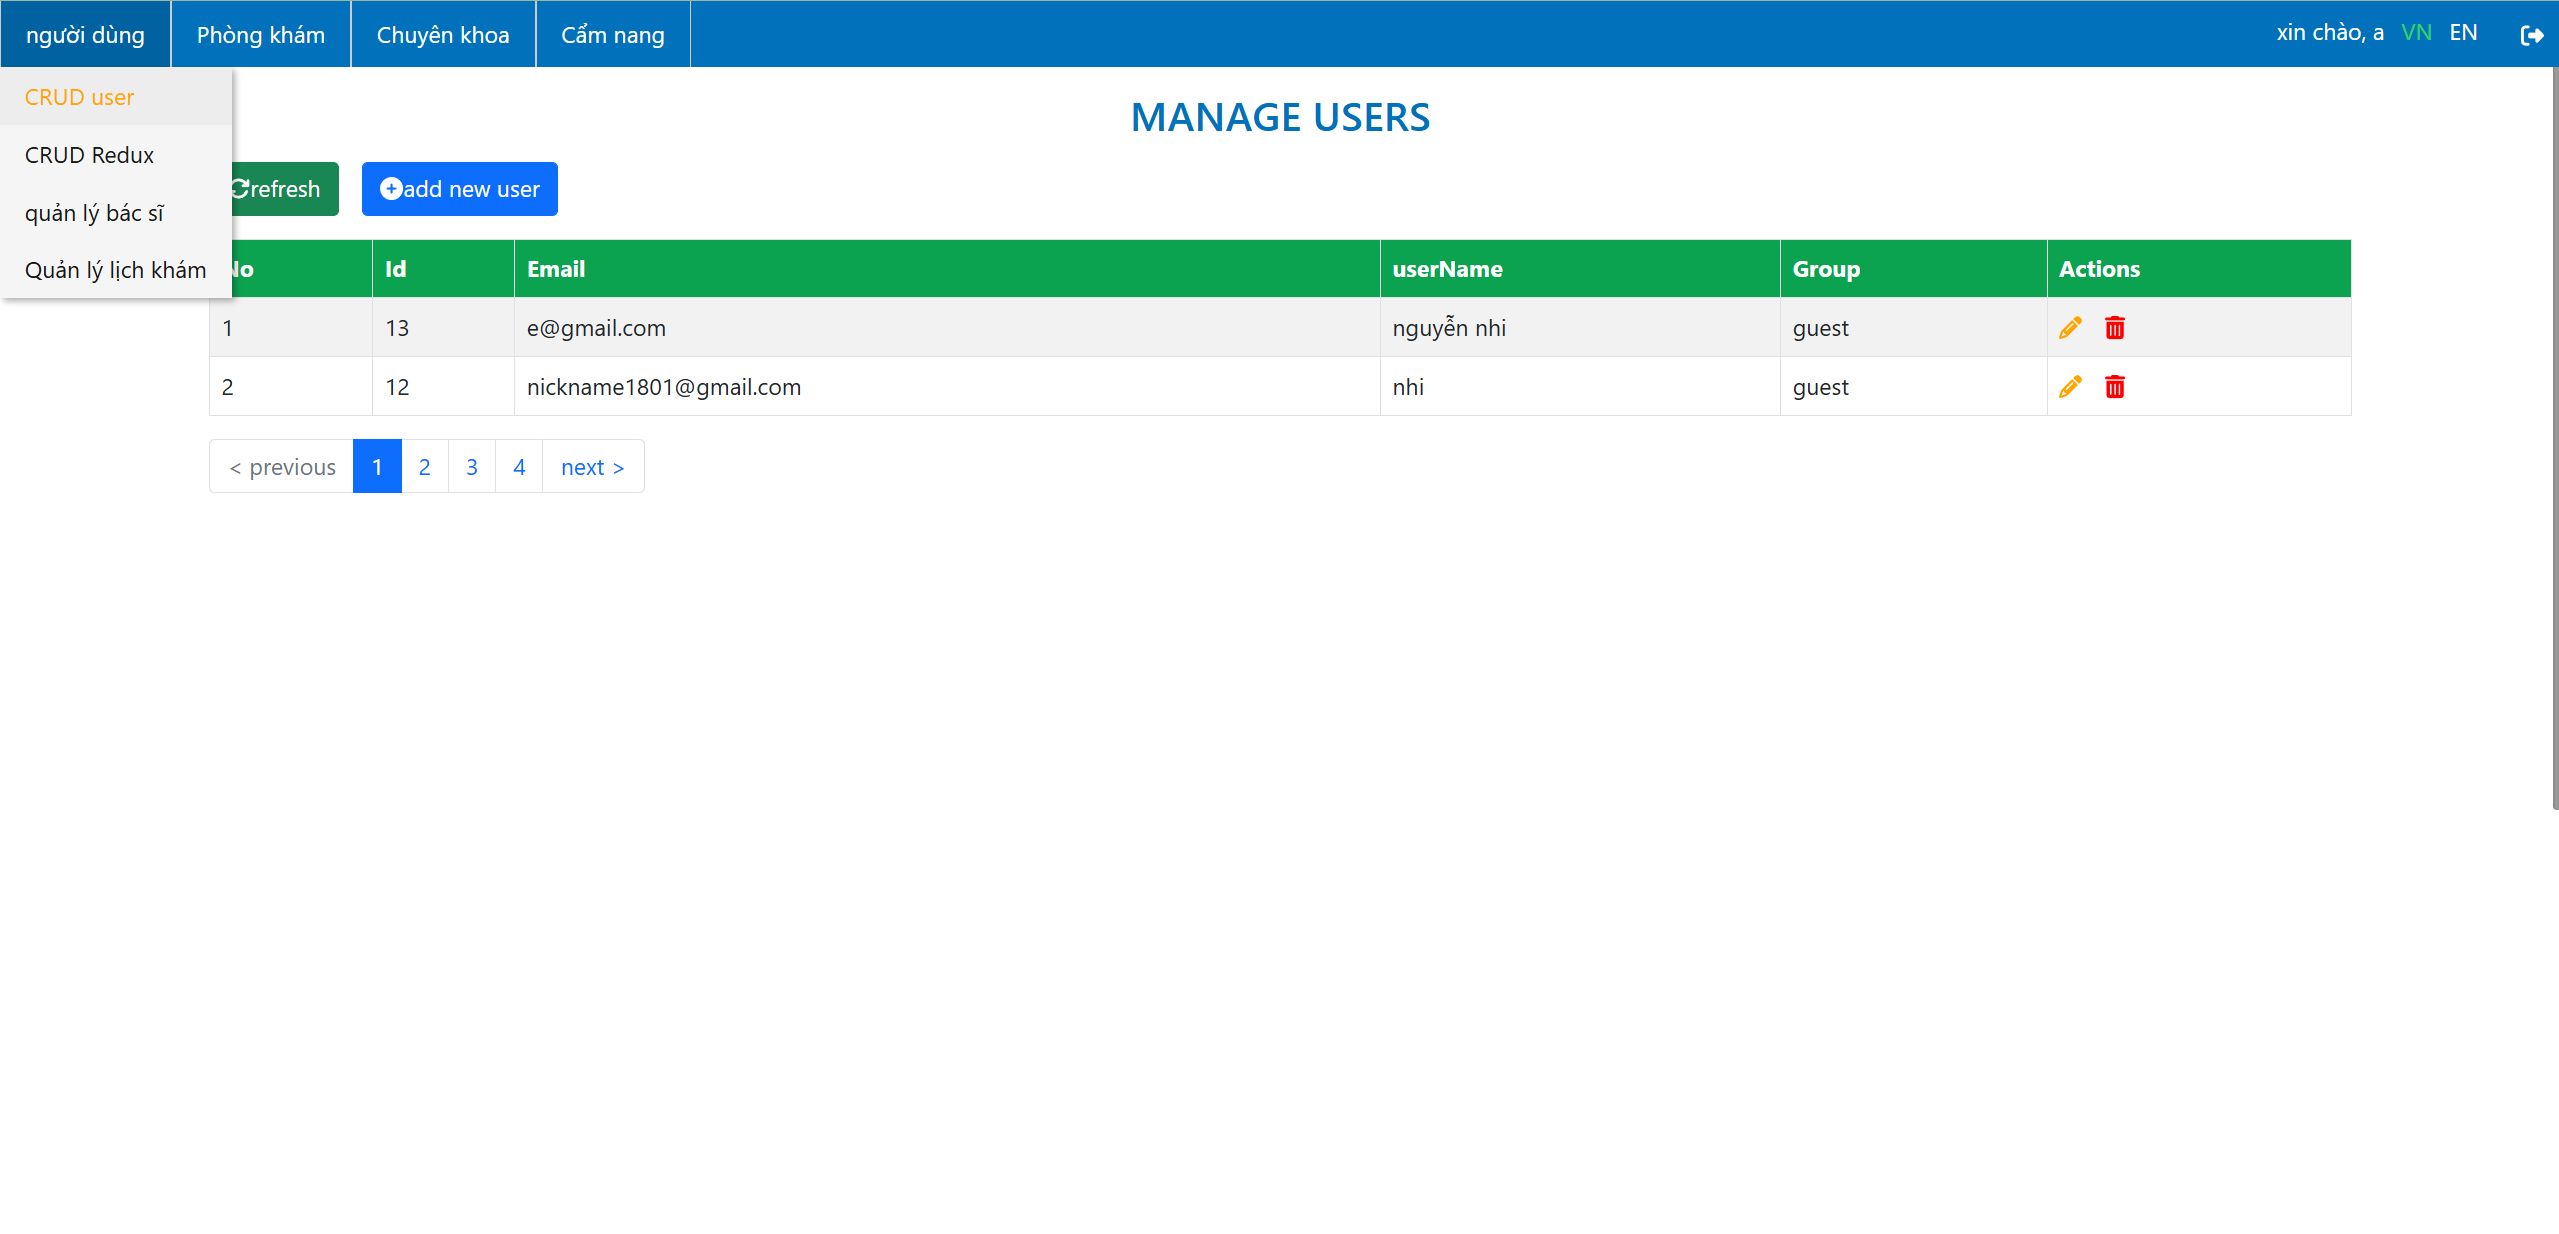 người dùng Phòng khám Chuyên khoa Cẩm nang xin chào, a VN EN
CRUD user
CRUD Redux
quản lý bác sĩ
Quản lý lịch khám
MANAGE USERS
refresh add new user
No Id Email userName Group Actions
1 13 e@gmail.com nguyễn nhi guest
2 12 nickname1801@gmail.com nhi guest
< previous 1 2 3 4 next >